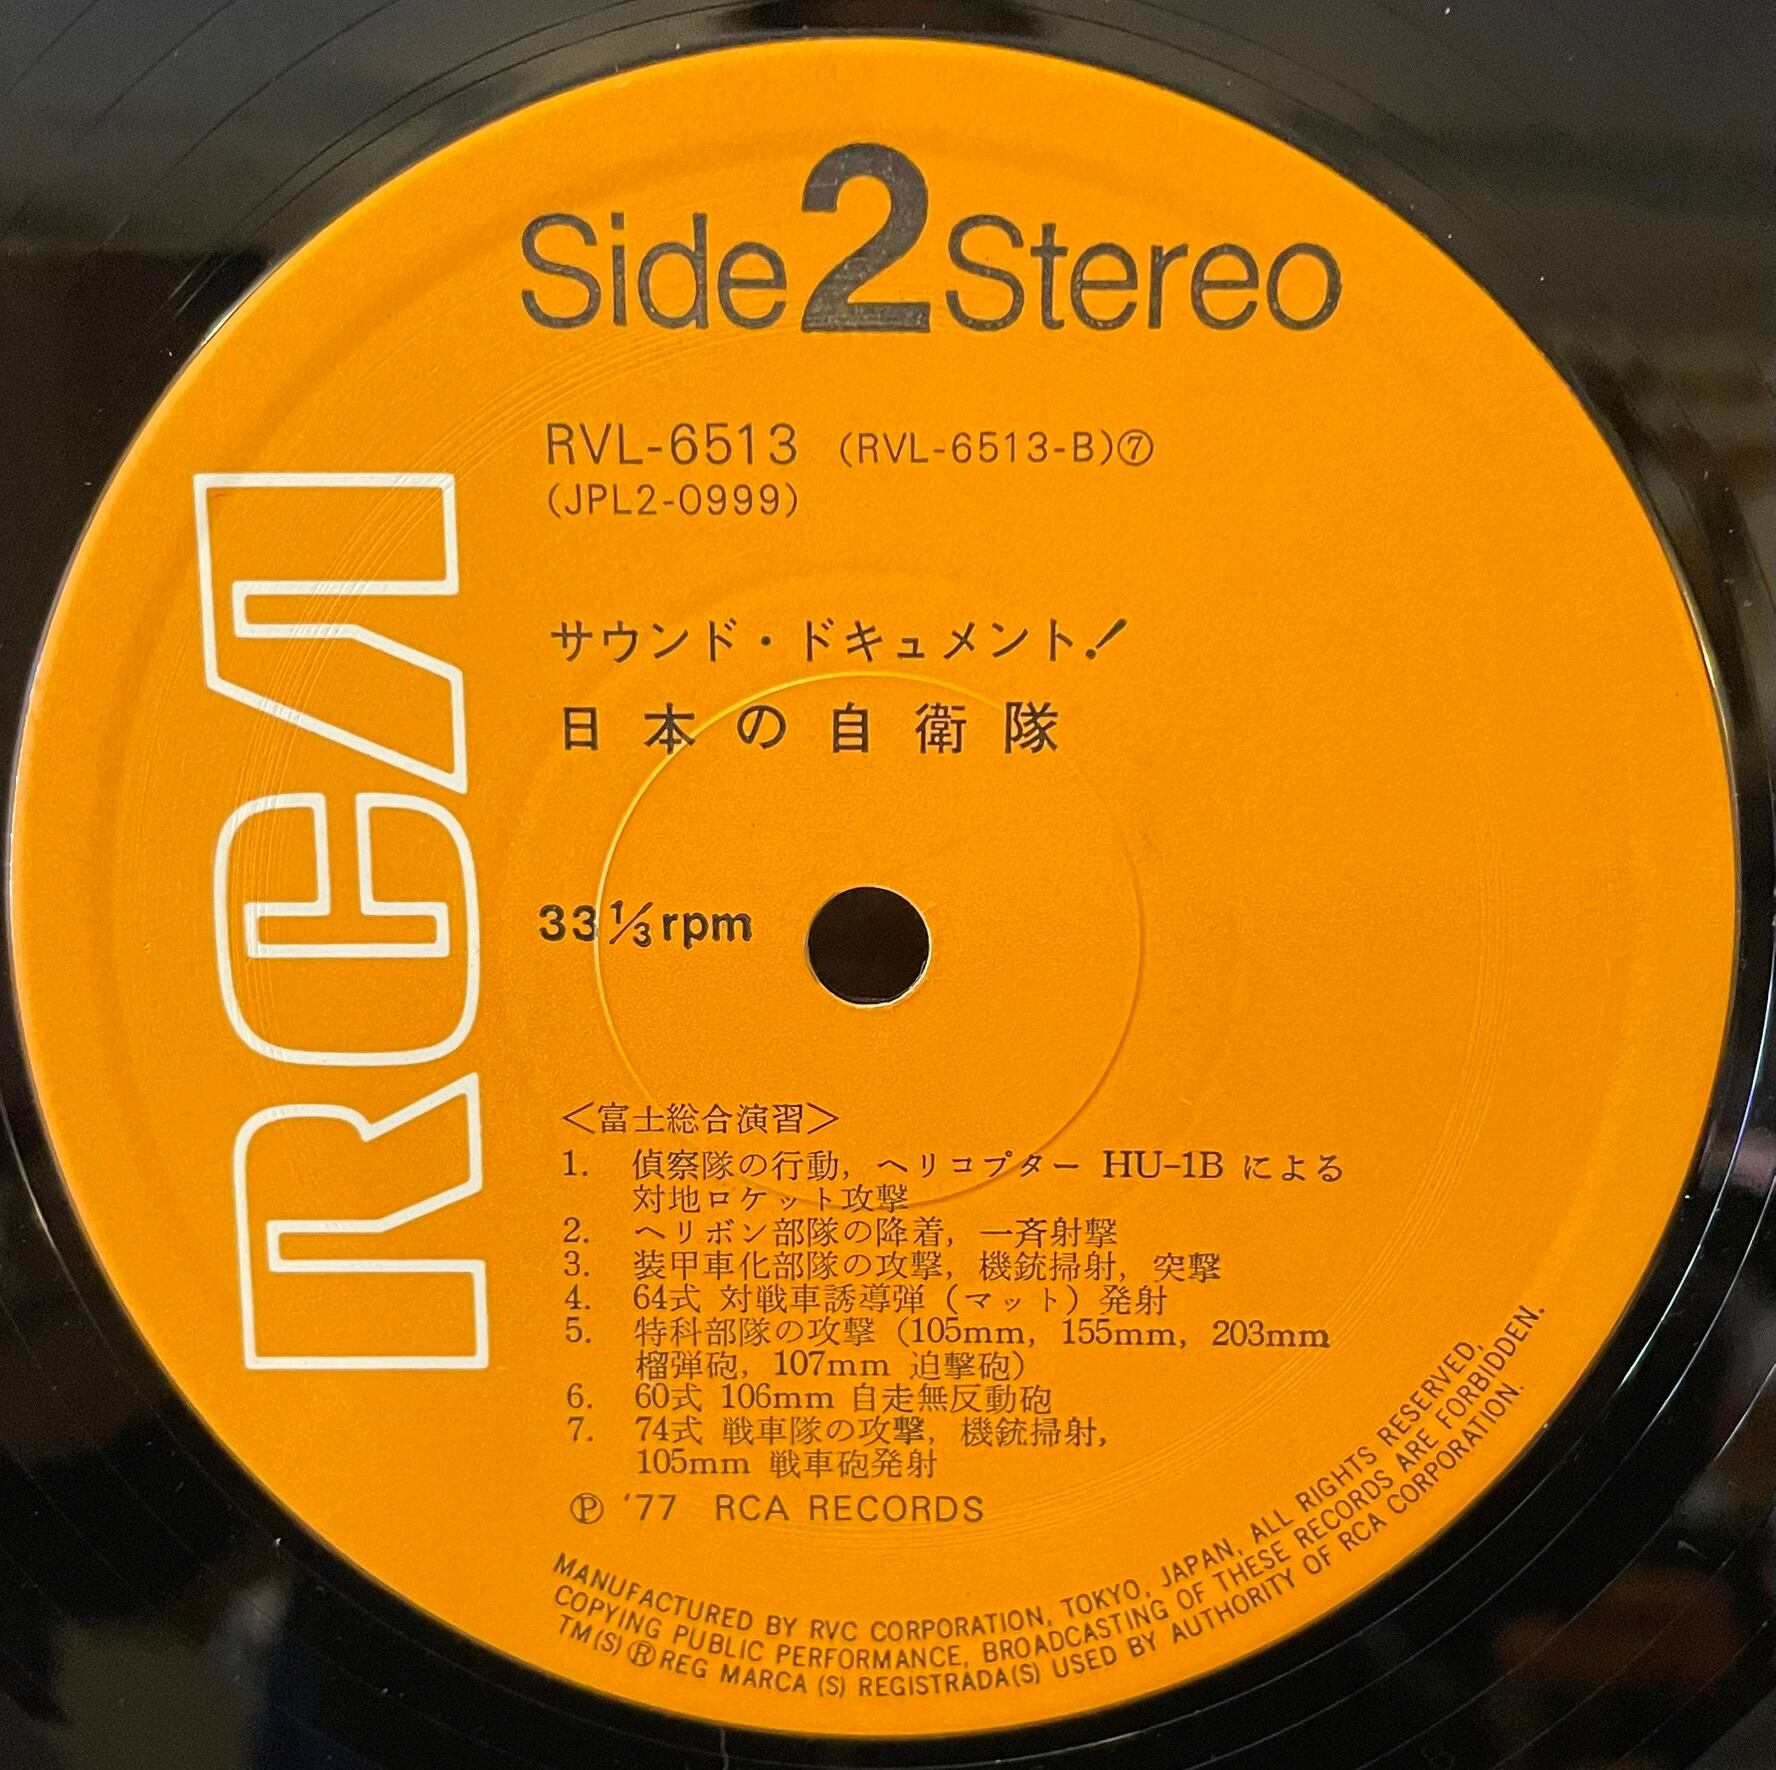 Side 2 Stereo
RVL-6513 (RVL-6513-B)⑦
(JPL2-0999)
サウンド・ドキュメント!
日本の自衛隊
RCA
33 1/3 rpm
<富士総合演習>
1. 偵察隊の行動, ヘリコプター HU-1B による
対地ロケット攻撃
2. ヘリボン部隊の降着, 一斉射撃
3. 装甲車化部隊の攻撃, 機銃掃射, 突撃
4. 64式 対戦車誘導弾 (マット) 発射
5. 特科部隊の攻撃 (105mm, 155mm, 203mm
榴弾砲, 107mm 迫撃砲)
6. 60式 106mm 自走無反動砲
7. 74式 戦車隊の攻撃, 機銃掃射,
105mm 戦車砲発射
Ⓟ '77 RCA RECORDS
MANUFACTURED BY RVC CORPORATION, TOKYO, JAPAN, ALL RIGHTS RESERVED,
COPYING PUBLIC PERFORMANCE, BROADCASTING OF THESE RECORDS ARE FORBIDDEN.
TM(S) ® REG MARCA (S) REGISTRADA(S) USED BY AUTHORITY OF RCA CORPORATION.